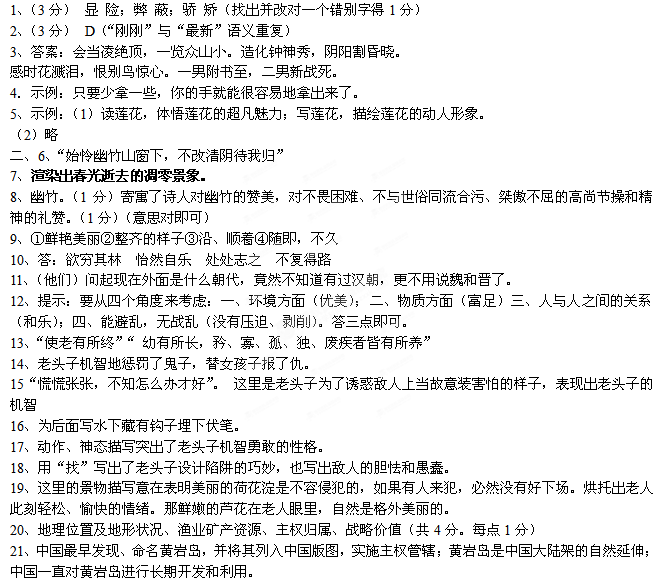 1、（3 分） 显 险；弊 蔽；骄 矫（找出并改对一个错别字得 1 分）
2、（3 分） D（“刚刚”与“最新”语义重复）
3、答案：会当凌绝顶，一览众山小。造化钟神秀，阴阳割昏晓。
感时花溅泪，恨别鸟惊心。一男附书至，二男新战死。
4．示例：只要少拿一些，你的手就能很容易地拿出来了。
5、示例：（1）读莲花，体悟莲花的超凡魅力；写莲花，描绘莲花的动人形象。
（2）略
二、6、“始怜幽竹山窗下，不改清阴待我归”
7、渲染出春光逝去的凋零景象。
8、幽竹。（1 分）寄寓了诗人对幽竹的赞美，对不畏困难、不与世俗同流合污、桀傲不屈的高尚节操和精
神的礼赞。（1 分）（意思对即可）
9、①鲜艳美丽②整齐的样子③沿、顺着④随即，不久
10、答：欲穷其林 怡然自乐 处处志之 不复得路
11、（他们）问起现在外面是什么朝代，竟然不知道有过汉朝，更不用说魏和晋了。
12、提示：要从四个角度来考虑：一、环境方面（优美）；二、物质方面（富足）三、人与人之间的关系
（和乐）；四、能避乱，无战乱（没有压迫、剥削）。答三点即可。
13、“使老有所终”“ 幼有所长，矜、寡、孤、独、废疾者皆有所养”
14、老头子机智地惩罚了鬼子，替女孩子报了仇。
15“慌慌张张，不知怎么办才好”。 这里是老头子为了诱惑敌人上当故意装害怕的样子，表现出老头子的
机智
16、为后面写水下藏有钩子埋下伏笔。
17、动作、神态描写突出了老头子机智勇敢的性格。
18、用“找”写出了老头子设计陷阱的巧妙，也写出敌人的胆怯和愚蠢。
19、这里的景物描写意在表明美丽的荷花淀是不容侵犯的，如果有人来犯，必然没有好下场。烘托出老人
此刻轻松、愉快的情绪。那鲜嫩的芦花在老人眼里，自然是格外美丽的。
20、地理位置及地形状况、渔业矿产资源、主权归属、战略价值（共 4 分。每点 1 分）
21、中国最早发现、命名黄岩岛，并将其列入中国版图，实施主权管辖；黄岩岛是中国大陆架的自然延伸；
中国一直对黄岩岛进行长期开发和利用。